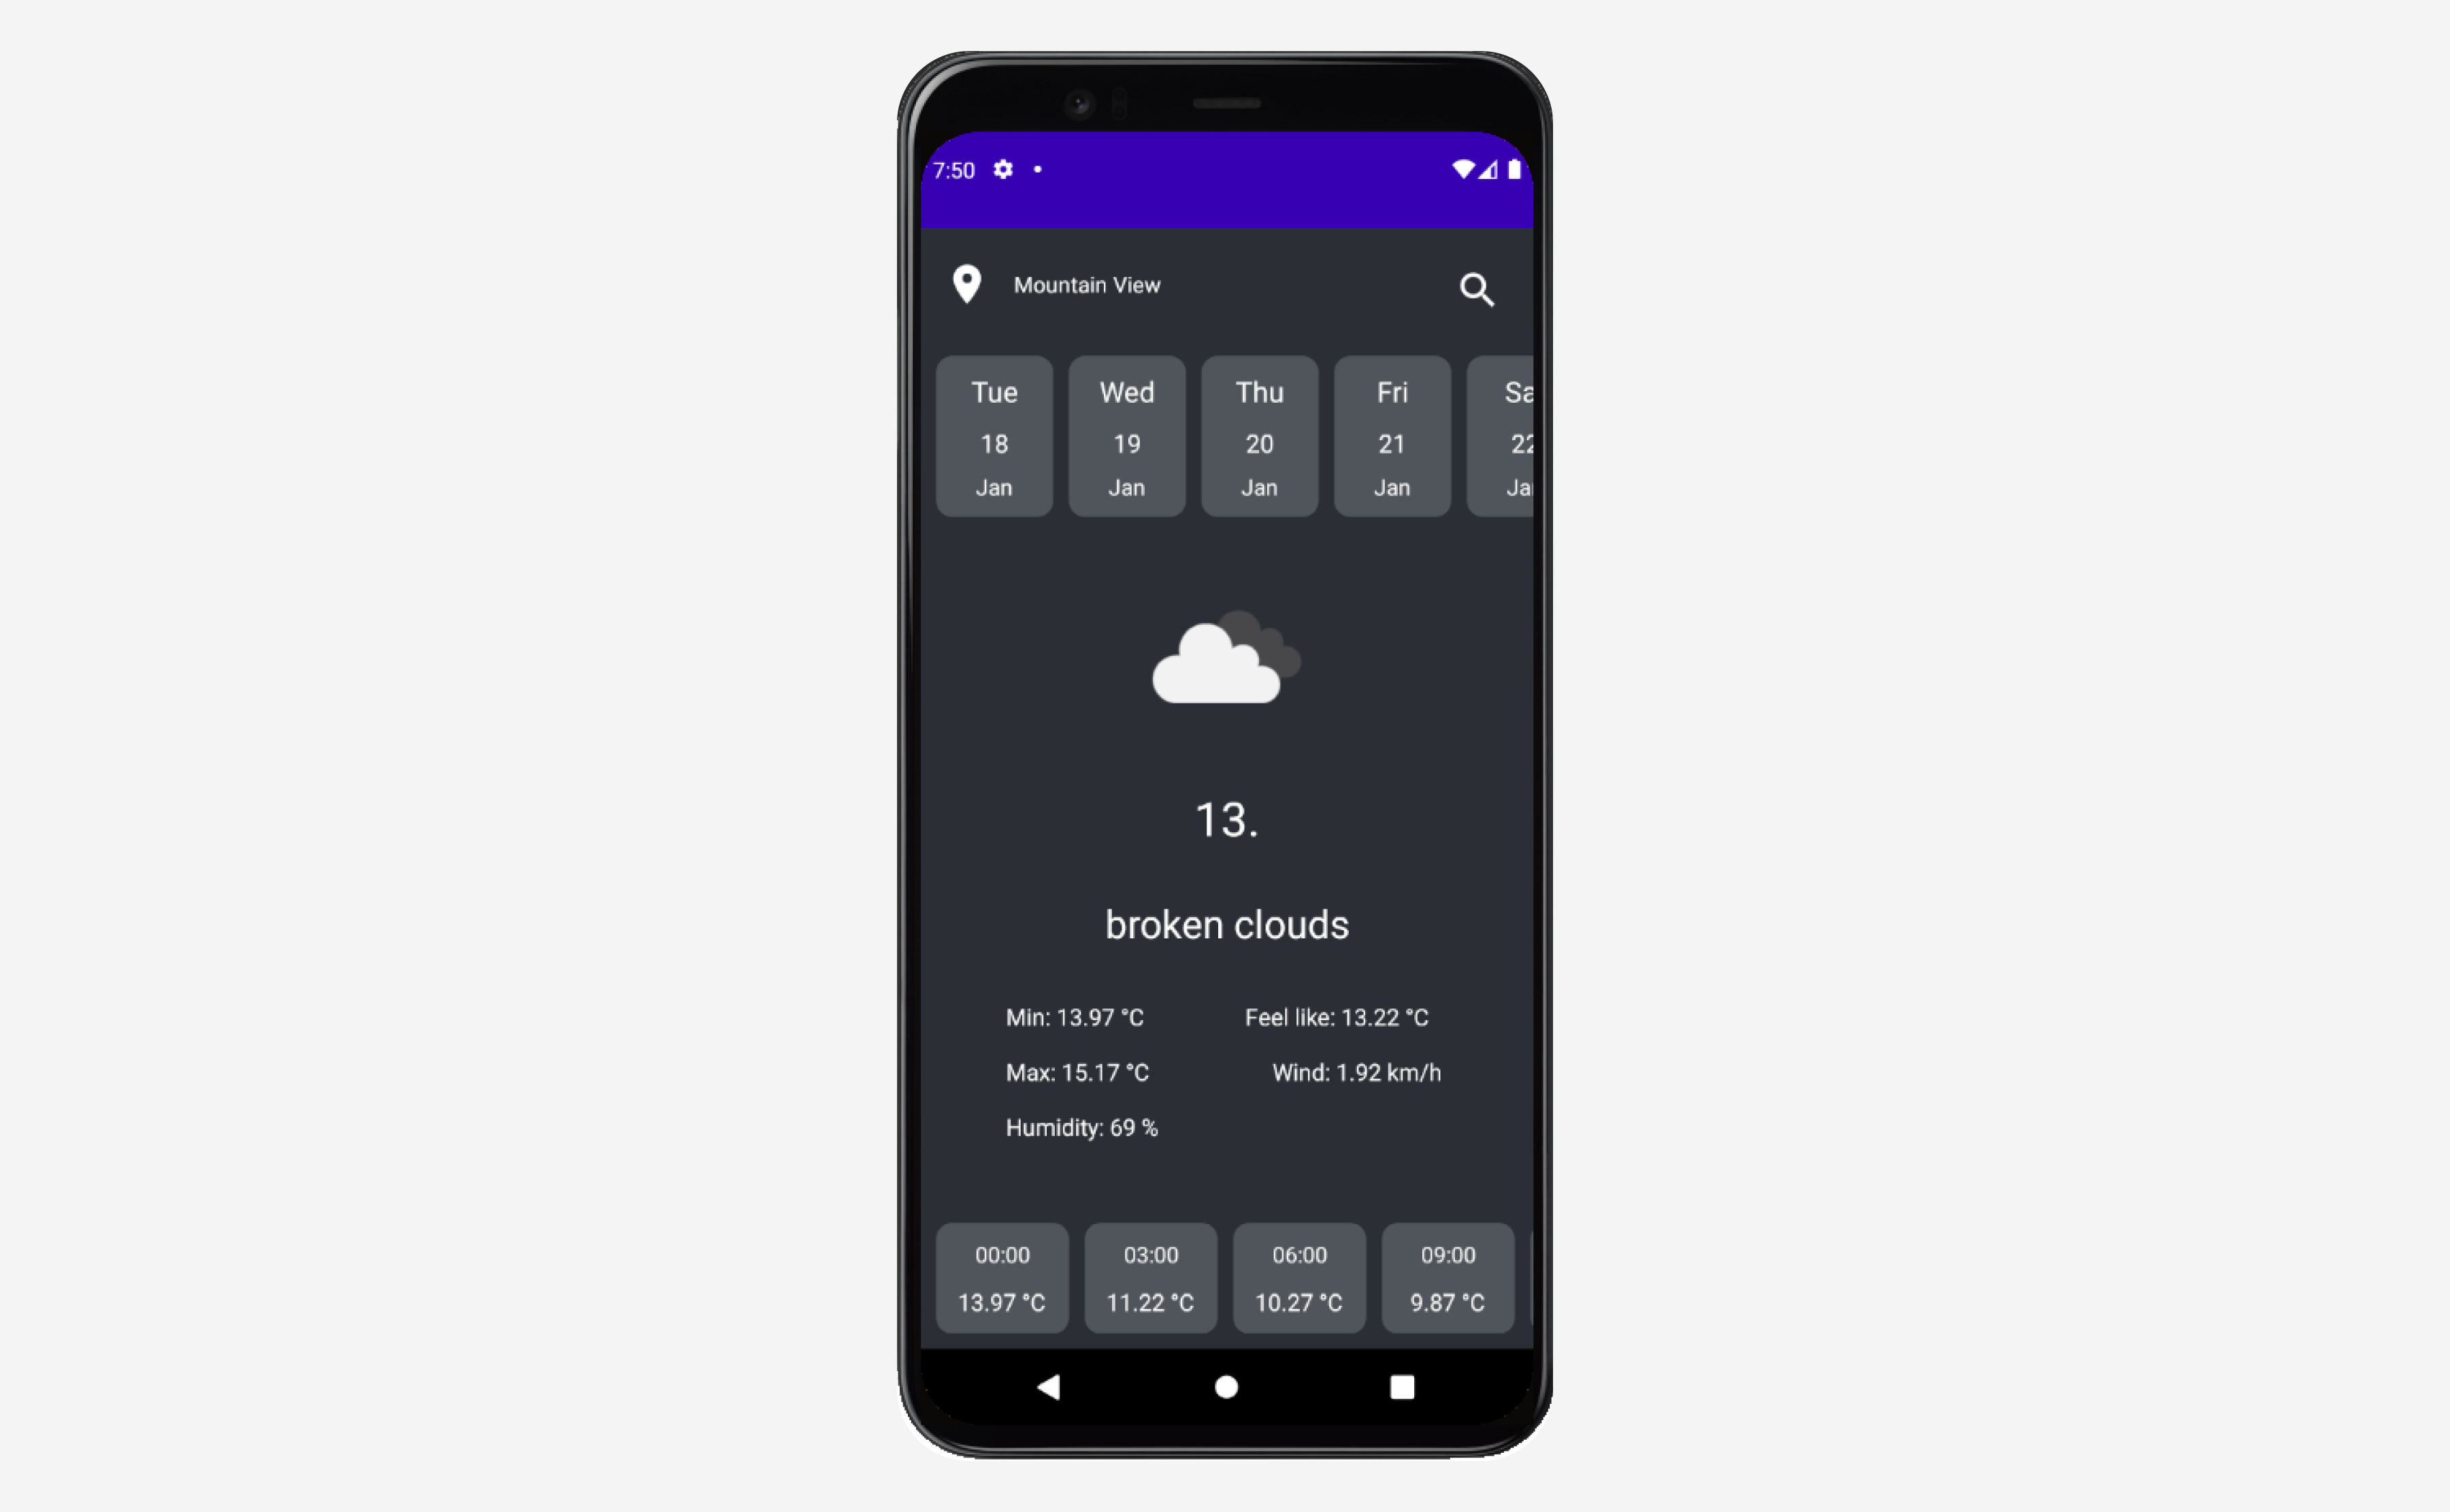 7:50
Mountain View
Tue Wed Thu Fri Sa
18 19 20 21 22
Jan Jan Jan Jan Ja
13.
broken clouds
Min: 13.97 °C Feel like: 13.22 °C
Max: 15.17 °C Wind: 1.92 km/h
Humidity: 69 %
00:00 03:00 06:00 09:00
13.97 °C 11.22 °C 10.27 °C 9.87 °C